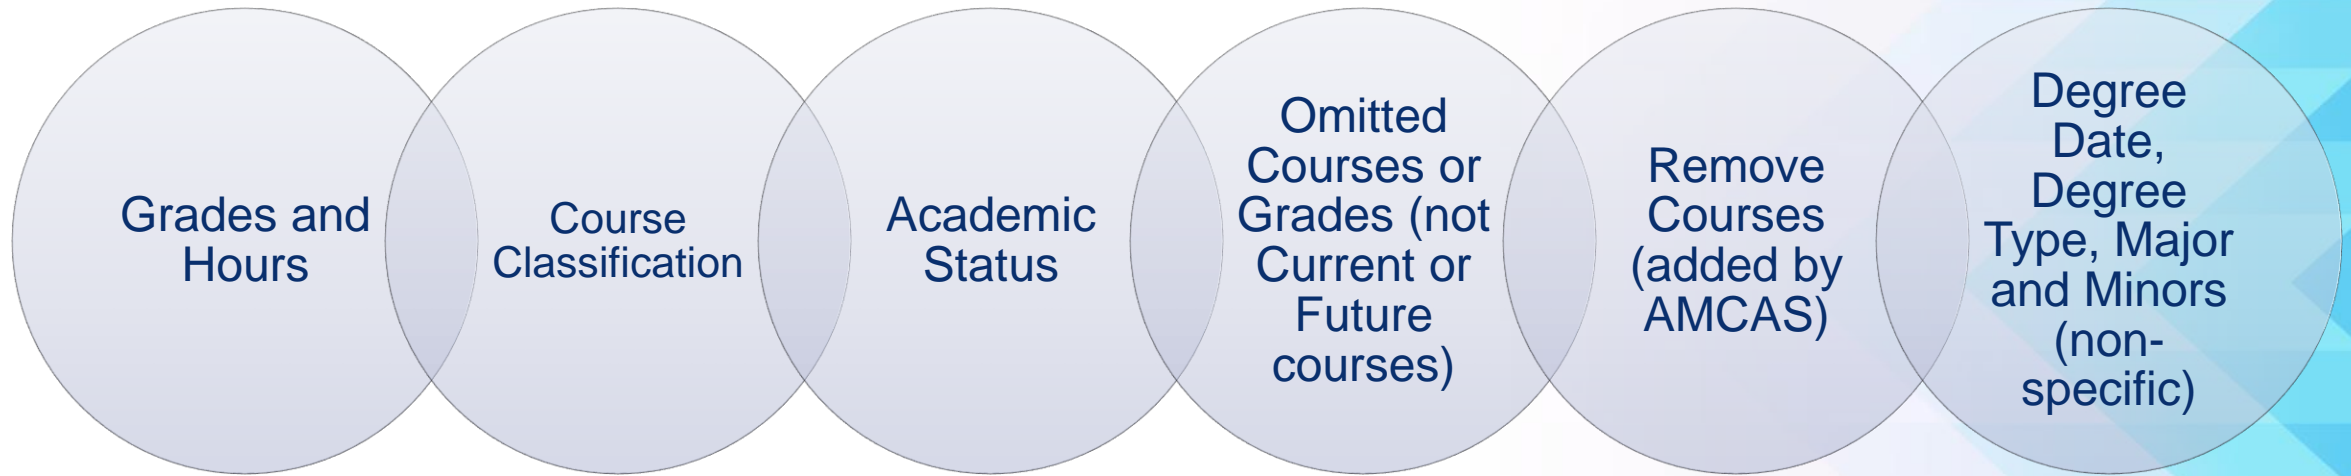 Grades and
Hours
Course
Classification
Academic
Status
Omitted
Courses or
Grades (not
Current or
Future
courses)
Remove
Courses
(added by
AMCAS)
Degree
Date,
Degree
Type, Major
and Minors
(non-
specific)